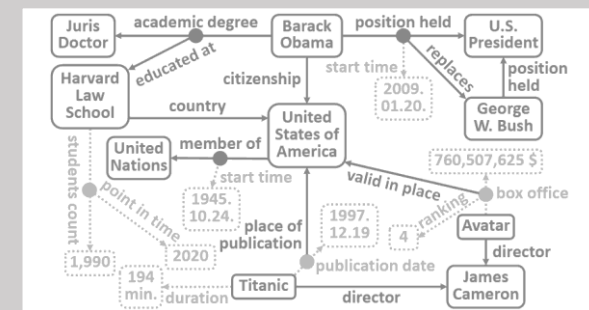 Juris
Doctor
academic degree
Barack
Obama
position held
U.S.
President
educated at
replaces
Harvard
Law
School
citizenship
start time
2009.
01.20.
position
held
George
W. Bush
country
United
States of
America
United
Nations
member of
start time
1945.
10.24.
760,507,625 $
valid in place
box office
ranking
4
Avatar
students count
point in time
1,990
2020
place of
publication
1997.
12.19
publication date
director
194
min.
duration
Titanic
director
James
Cameron